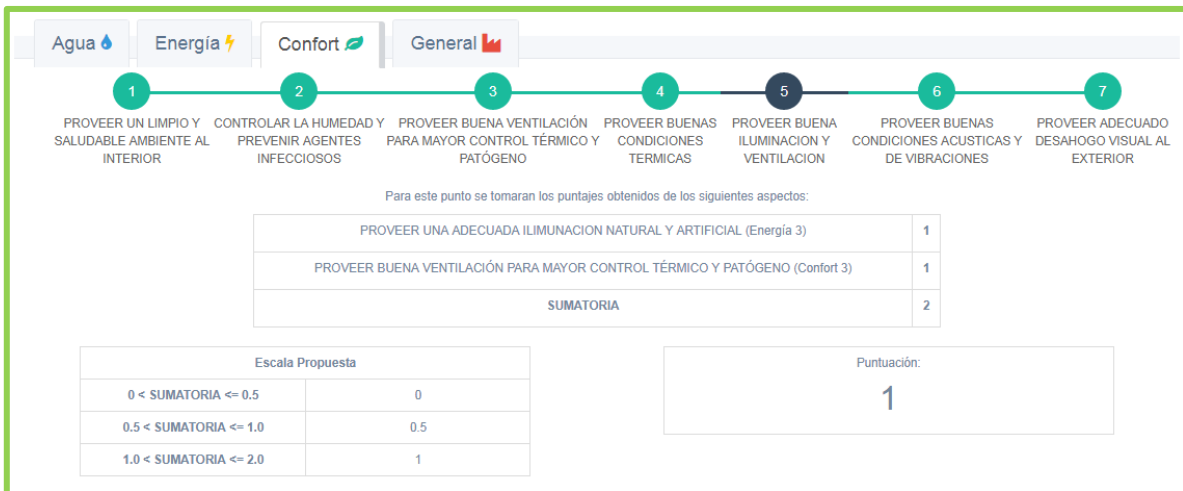 Agua
Energía
Confort
General
1
2
3
4
5
6
7
PROVEER UN LIMPIO Y
SALUDABLE AMBIENTE AL
INTERIOR
CONTROLAR LA HUMEDAD Y
PREVENIR AGENTES
INFECCIOSOS
PROVEER BUENA VENTILACIÓN
PARA MAYOR CONTROL TÉRMICO Y
PATÓGENO
PROVEER BUENAS
CONDICIONES
TERMICAS
PROVEER BUENA
ILUMINACION Y
VENTILACION
PROVEER BUENAS
CONDICIONES ACUSTICAS Y
DE VIBRACIONES
PROVEER ADECUADO
DESAHOGO VISUAL AL
EXTERIOR
Para este punto se tomaran los puntajes obtenidos de los siguientes aspectos:
PROVEER UNA ADECUADA ILIMUNACION NATURAL Y ARTIFICIAL (Energía 3) 1
PROVEER BUENA VENTILACIÓN PARA MAYOR CONTROL TÉRMICO Y PATÓGENO (Confort 3) 1
SUMATORIA 2
Escala Propuesta
0 < SUMATORIA <= 0.5 0
0.5 < SUMATORIA <= 1.0 0.5
1.0 < SUMATORIA <= 2.0 1
Puntuación:
1